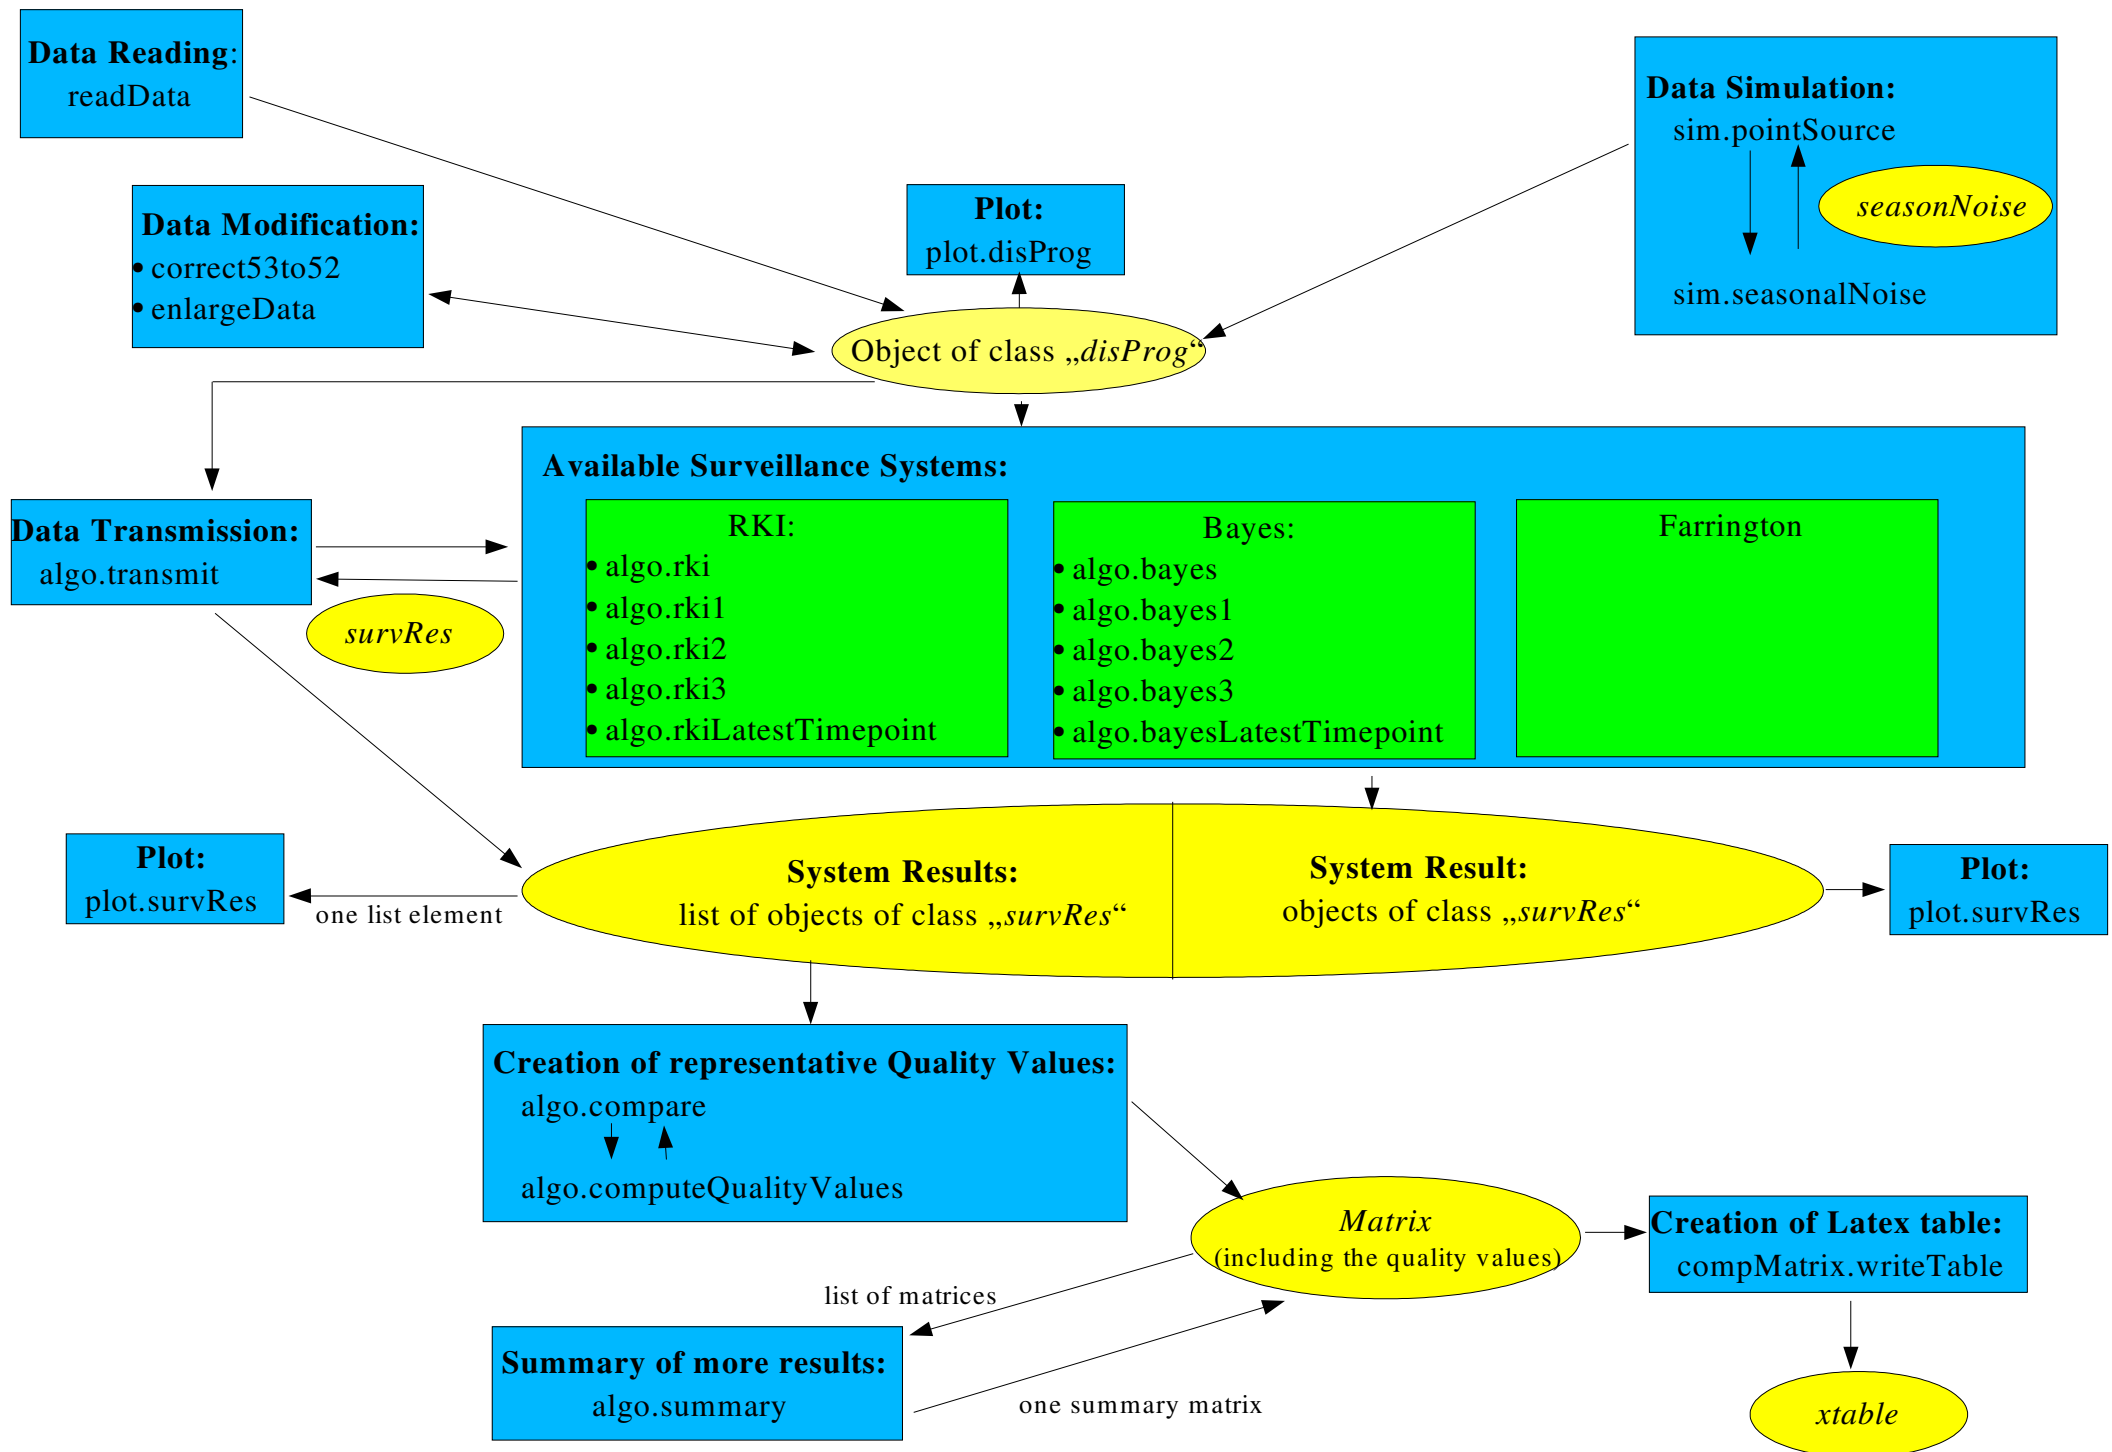 Data Reading:
readData
Data Simulation:
sim.pointSource
seasonNoise
sim.seasonalNoise
Data Modification:
• correct53to52
• enlargeData
Plot:
plot.disProg
Object of class „disProg“
Available Surveillance Systems:
Data Transmission:
algo.transmit
survRes
RKI:
• algo.rki
• algo.rki1
• algo.rki2
• algo.rki3
• algo.rkiLatestTimepoint
Bayes:
• algo.bayes
• algo.bayes1
• algo.bayes2
• algo.bayes3
• algo.bayesLatestTimepoint
Farrington
Plot:
plot.survRes
one list element
System Results:
list of objects of class „survRes“
System Result:
objects of class „survRes“
Plot:
plot.survRes
Creation of representative Quality Values:
algo.compare
algo.computeQualityValues
Matrix
(including the quality values)
Creation of Latex table:
compMatrix.writeTable
list of matrices
Summary of more results:
algo.summary
one summary matrix
xtable